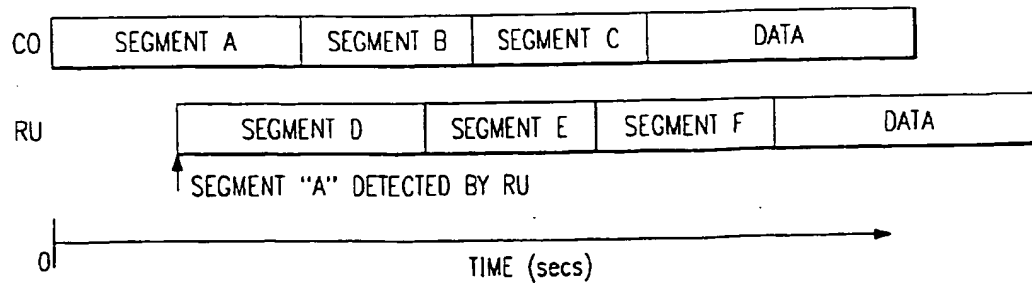 CO SEGMENT A SEGMENT B SEGMENT C DATA
RU SEGMENT D SEGMENT E SEGMENT F DATA
SEGMENT "A" DETECTED BY RU
0
TIME (secs)